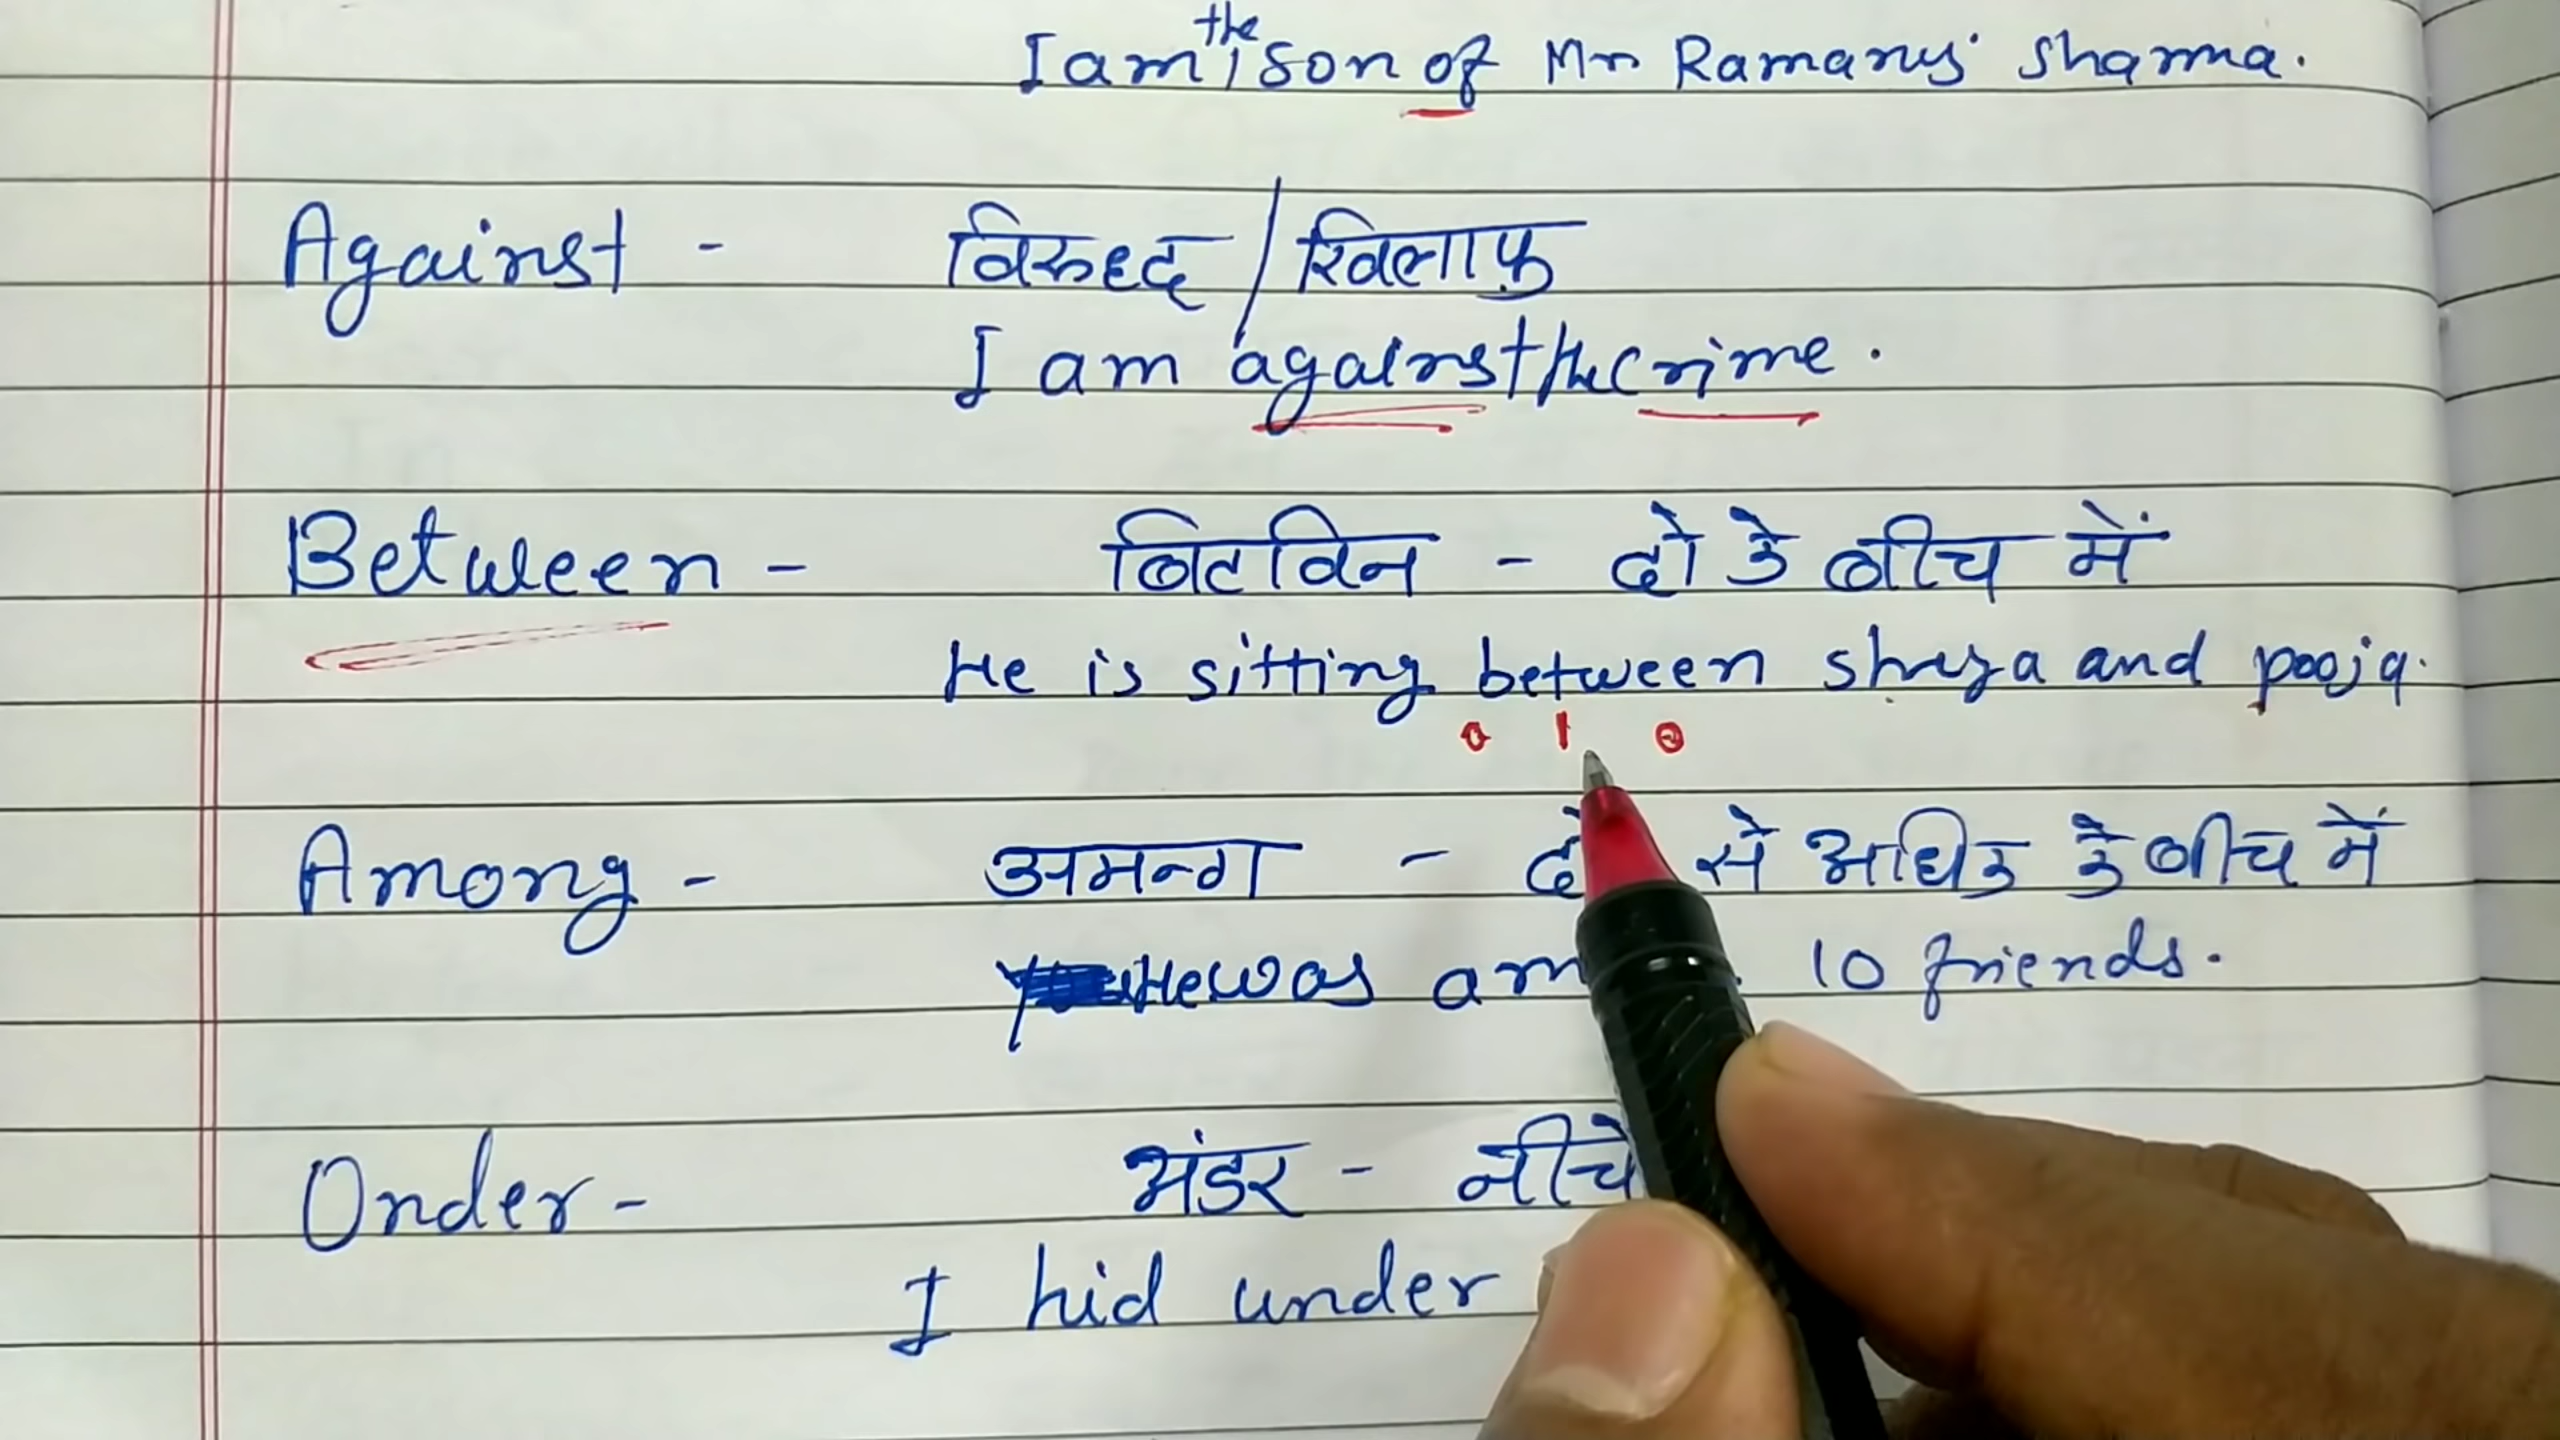 I am the son of Mr Ramanuj Sharma.
Against - विरुध्द / खिलाफ़
I am against the crime.
Between - बिटविन - दो के बीच में
He is sitting between shreya and pooja.
Among - अमन्ग - दो से अधिक के बीच में
He was 10 friends.
Under - अंडर - नीचे
I hid under